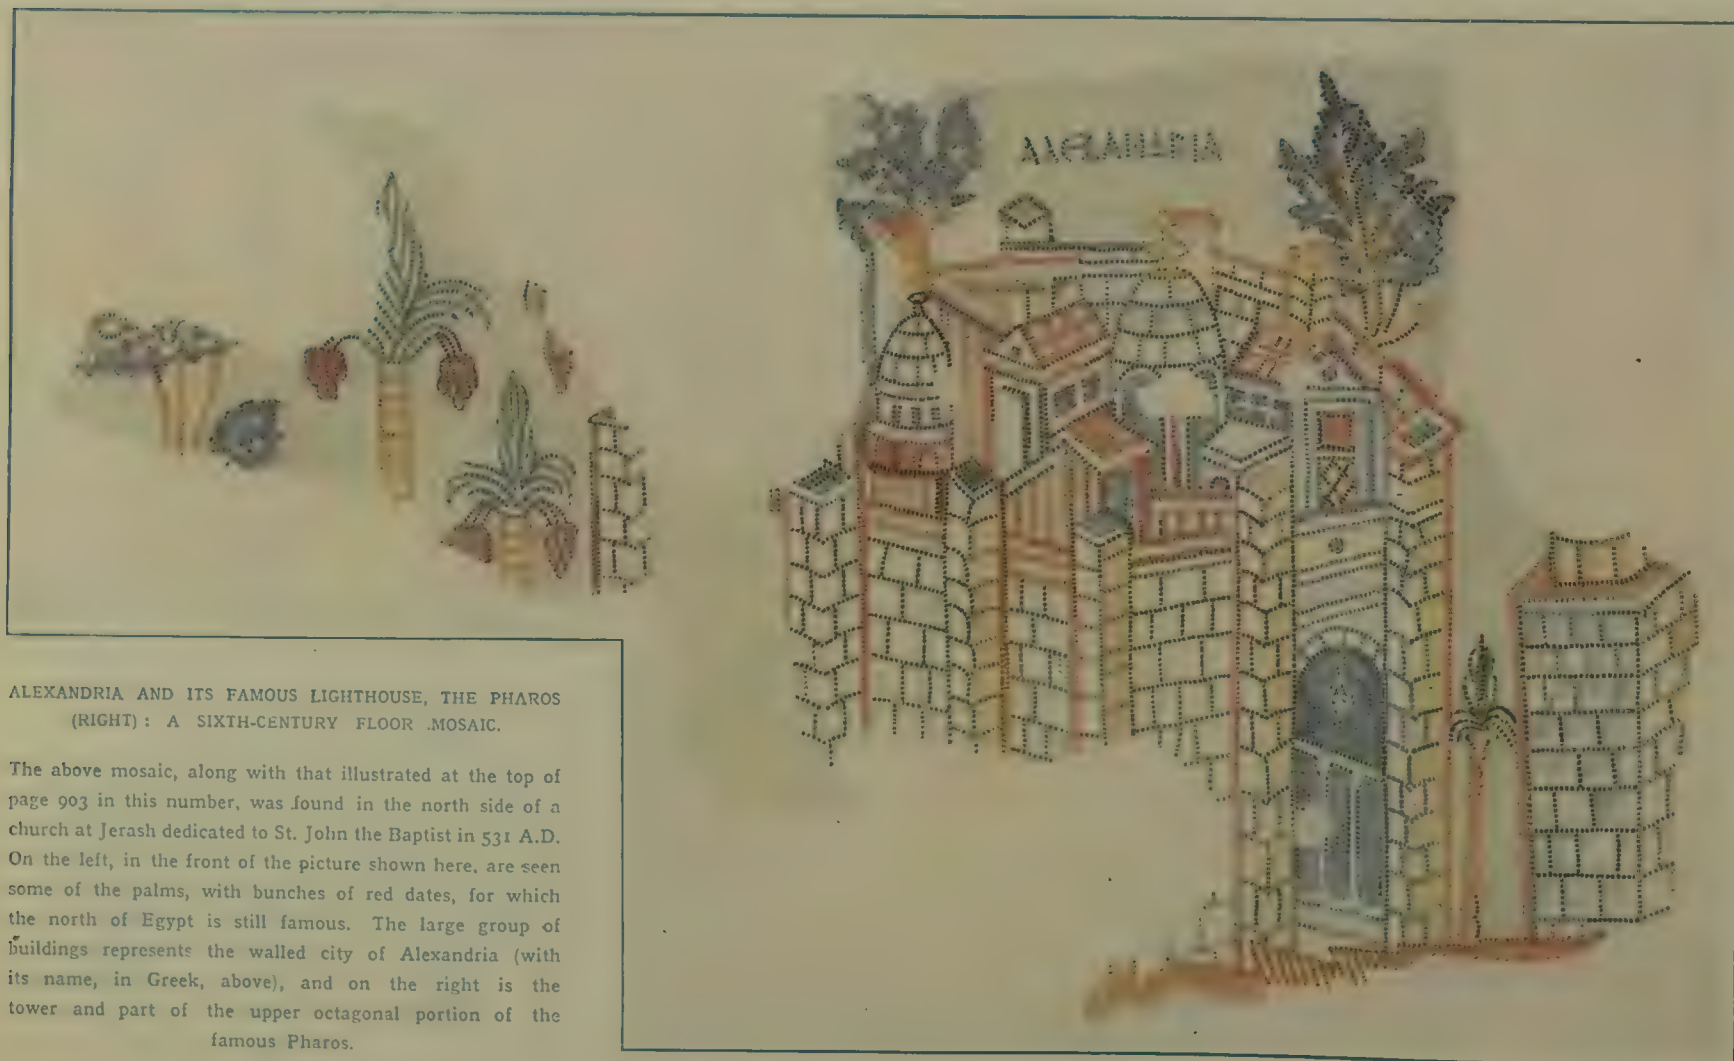 ΑΛΕΞΑΝΔΡΙΑ
ALEXANDRIA AND ITS FAMOUS LIGHTHOUSE, THE PHAROS
(RIGHT): A SIXTH-CENTURY FLOOR MOSAIC.
The above mosaic, along with that illustrated at the top of
page 903 in this number, was found in the north side of a
church at Jerash dedicated to St. John the Baptist in 531 A.D.
On the left, in the front of the picture shown here, are seen
some of the palms, with bunches of red dates, for which
the north of Egypt is still famous. The large group of
buildings represents the walled city of Alexandria (with
its name, in Greek, above), and on the right is the
tower and part of the upper octagonal portion of the
famous Pharos.